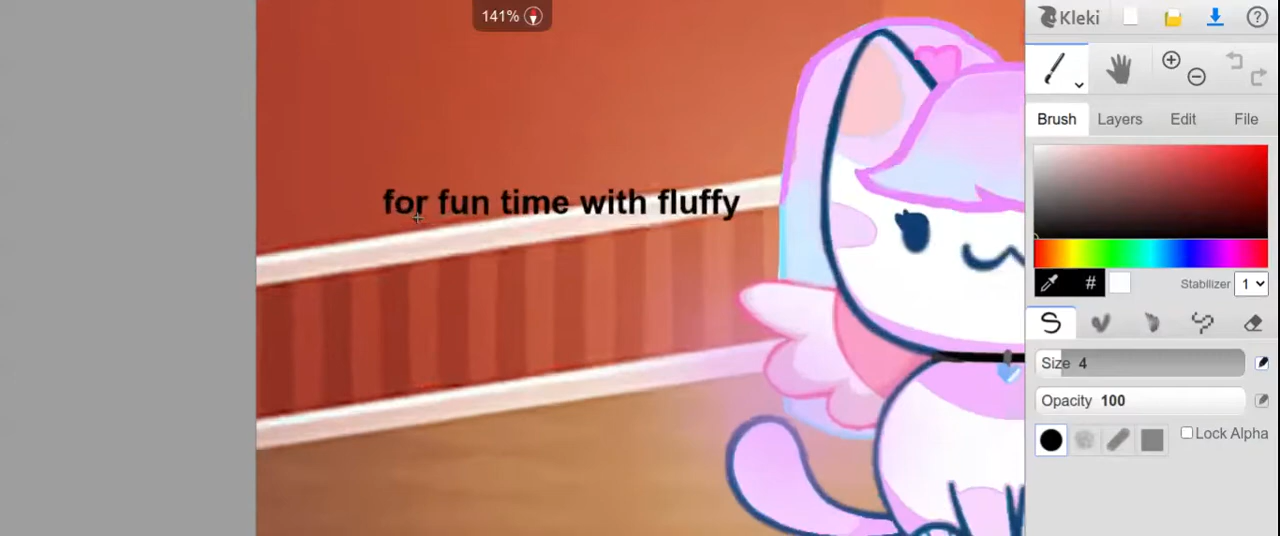 141%
Kleki
?
Brush Layers Edit File
for fun time with fluffy
# Stabilizer 1
Size 4
Opacity 100
Lock Alpha